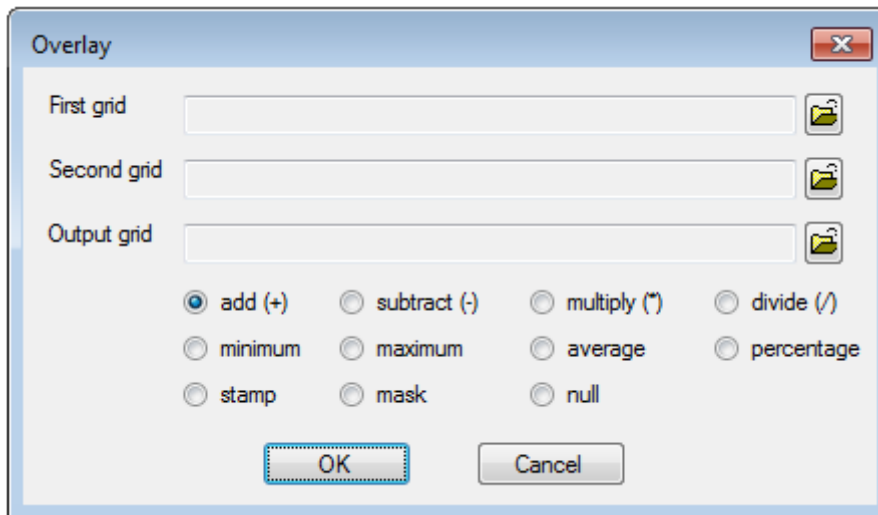 Overlay
First grid
Second grid
Output grid
add (+) subtract (-) multiply (*) divide (/)
minimum maximum average percentage
stamp mask null
OK Cancel